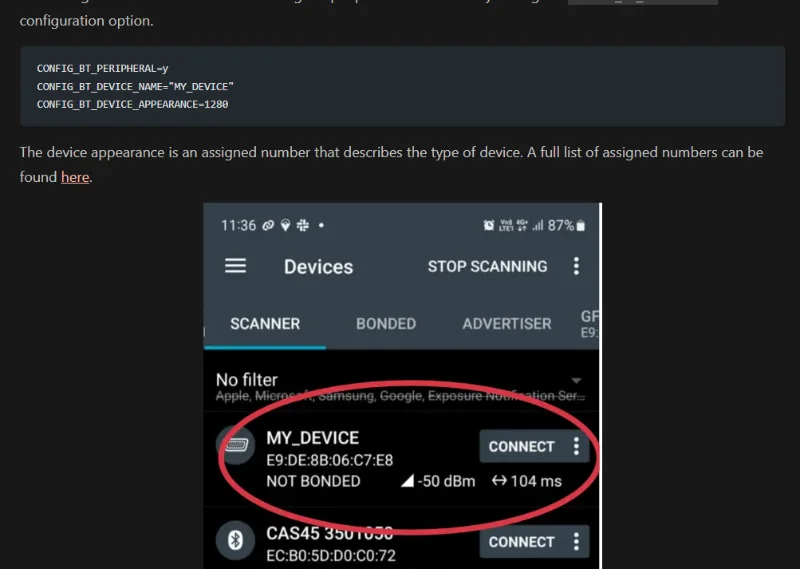 configuration option.
CONFIG_BT_PERIPHERAL=y
CONFIG_BT_DEVICE_NAME="MY_DEVICE"
CONFIG_BT_DEVICE_APPEARANCE=1280
The device appearance is an assigned number that describes the type of device. A full list of assigned numbers can be
found here.
11:36 87%
Devices STOP SCANNING
SCANNER BONDED ADVERTISER GF
E9:
No filter
Apple, Microsoft, Samsung, Google, Exposure Notification Ser...
MY_DEVICE CONNECT
E9:DE:8B:06:C7:E8
NOT BONDED -50 dBm 104 ms
CAS45 3501050 CONNECT
EC:B0:5D:D0:C0:72